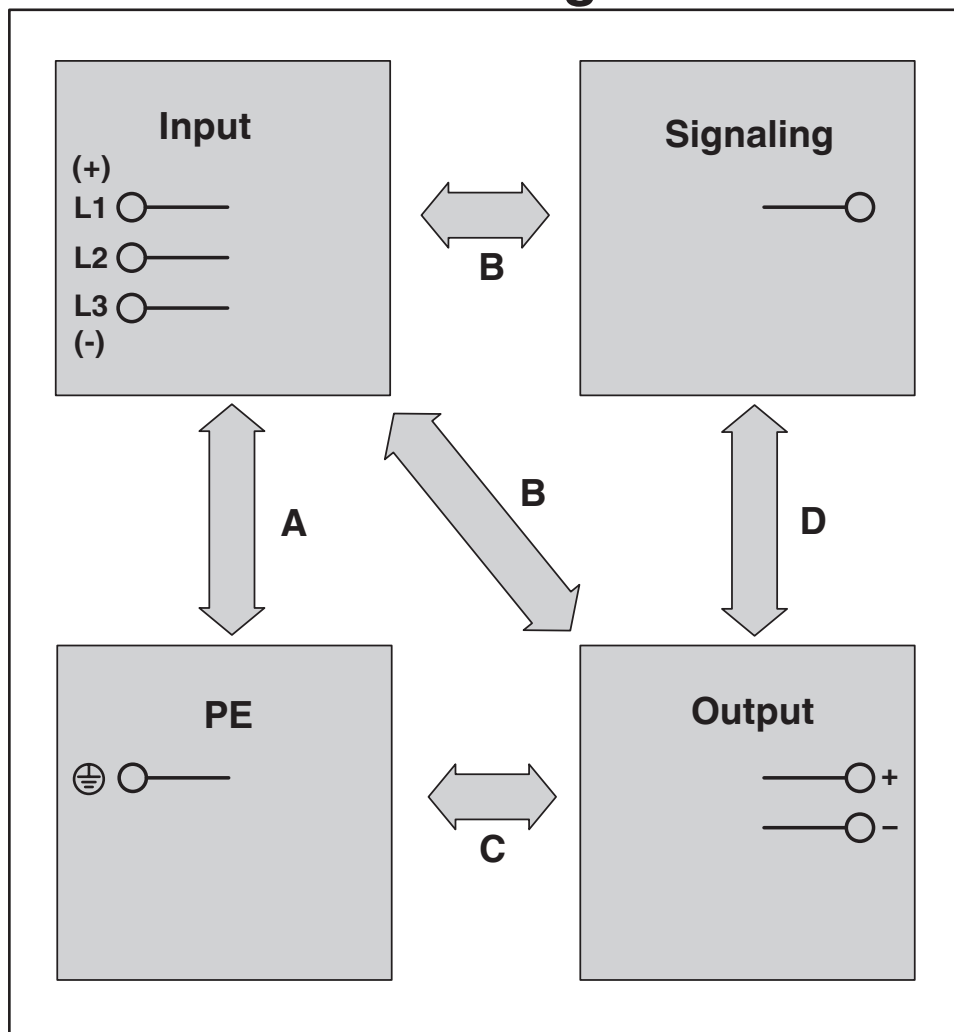 Input
(+)
L1
L2
L3
(-)
Signaling
B
A
B
D
PE
C
Output
+
–